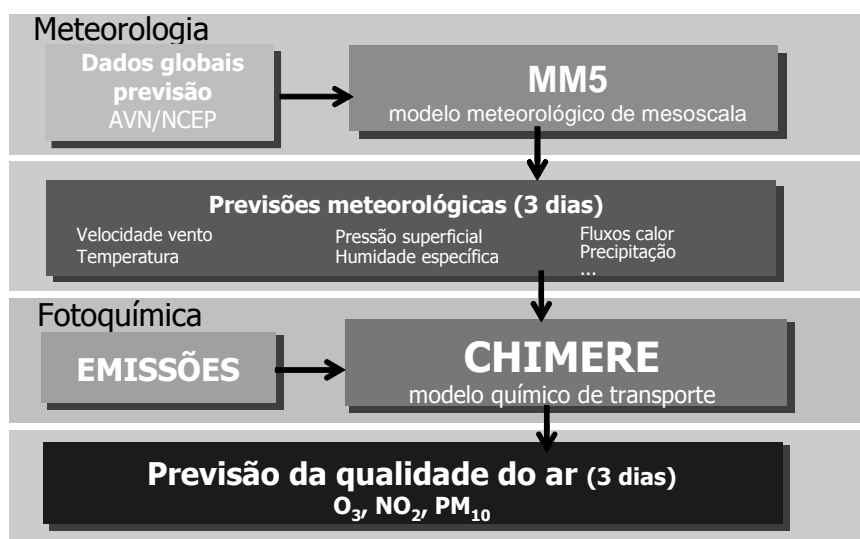 Meteorologia
Dados globais
previsão
AVN/NCEP
MM5
modelo meteorológico de mesoscala
Previsões meteorológicas (3 dias)
Velocidade vento
Temperatura
Pressão superficial
Humidade específica
Fluxos calor
Precipitação
...
Fotoquímica
EMISSÕES
CHIMERE
modelo químico de transporte
Previsão da qualidade do ar (3 dias)
O₃, NO₂, PM₁₀